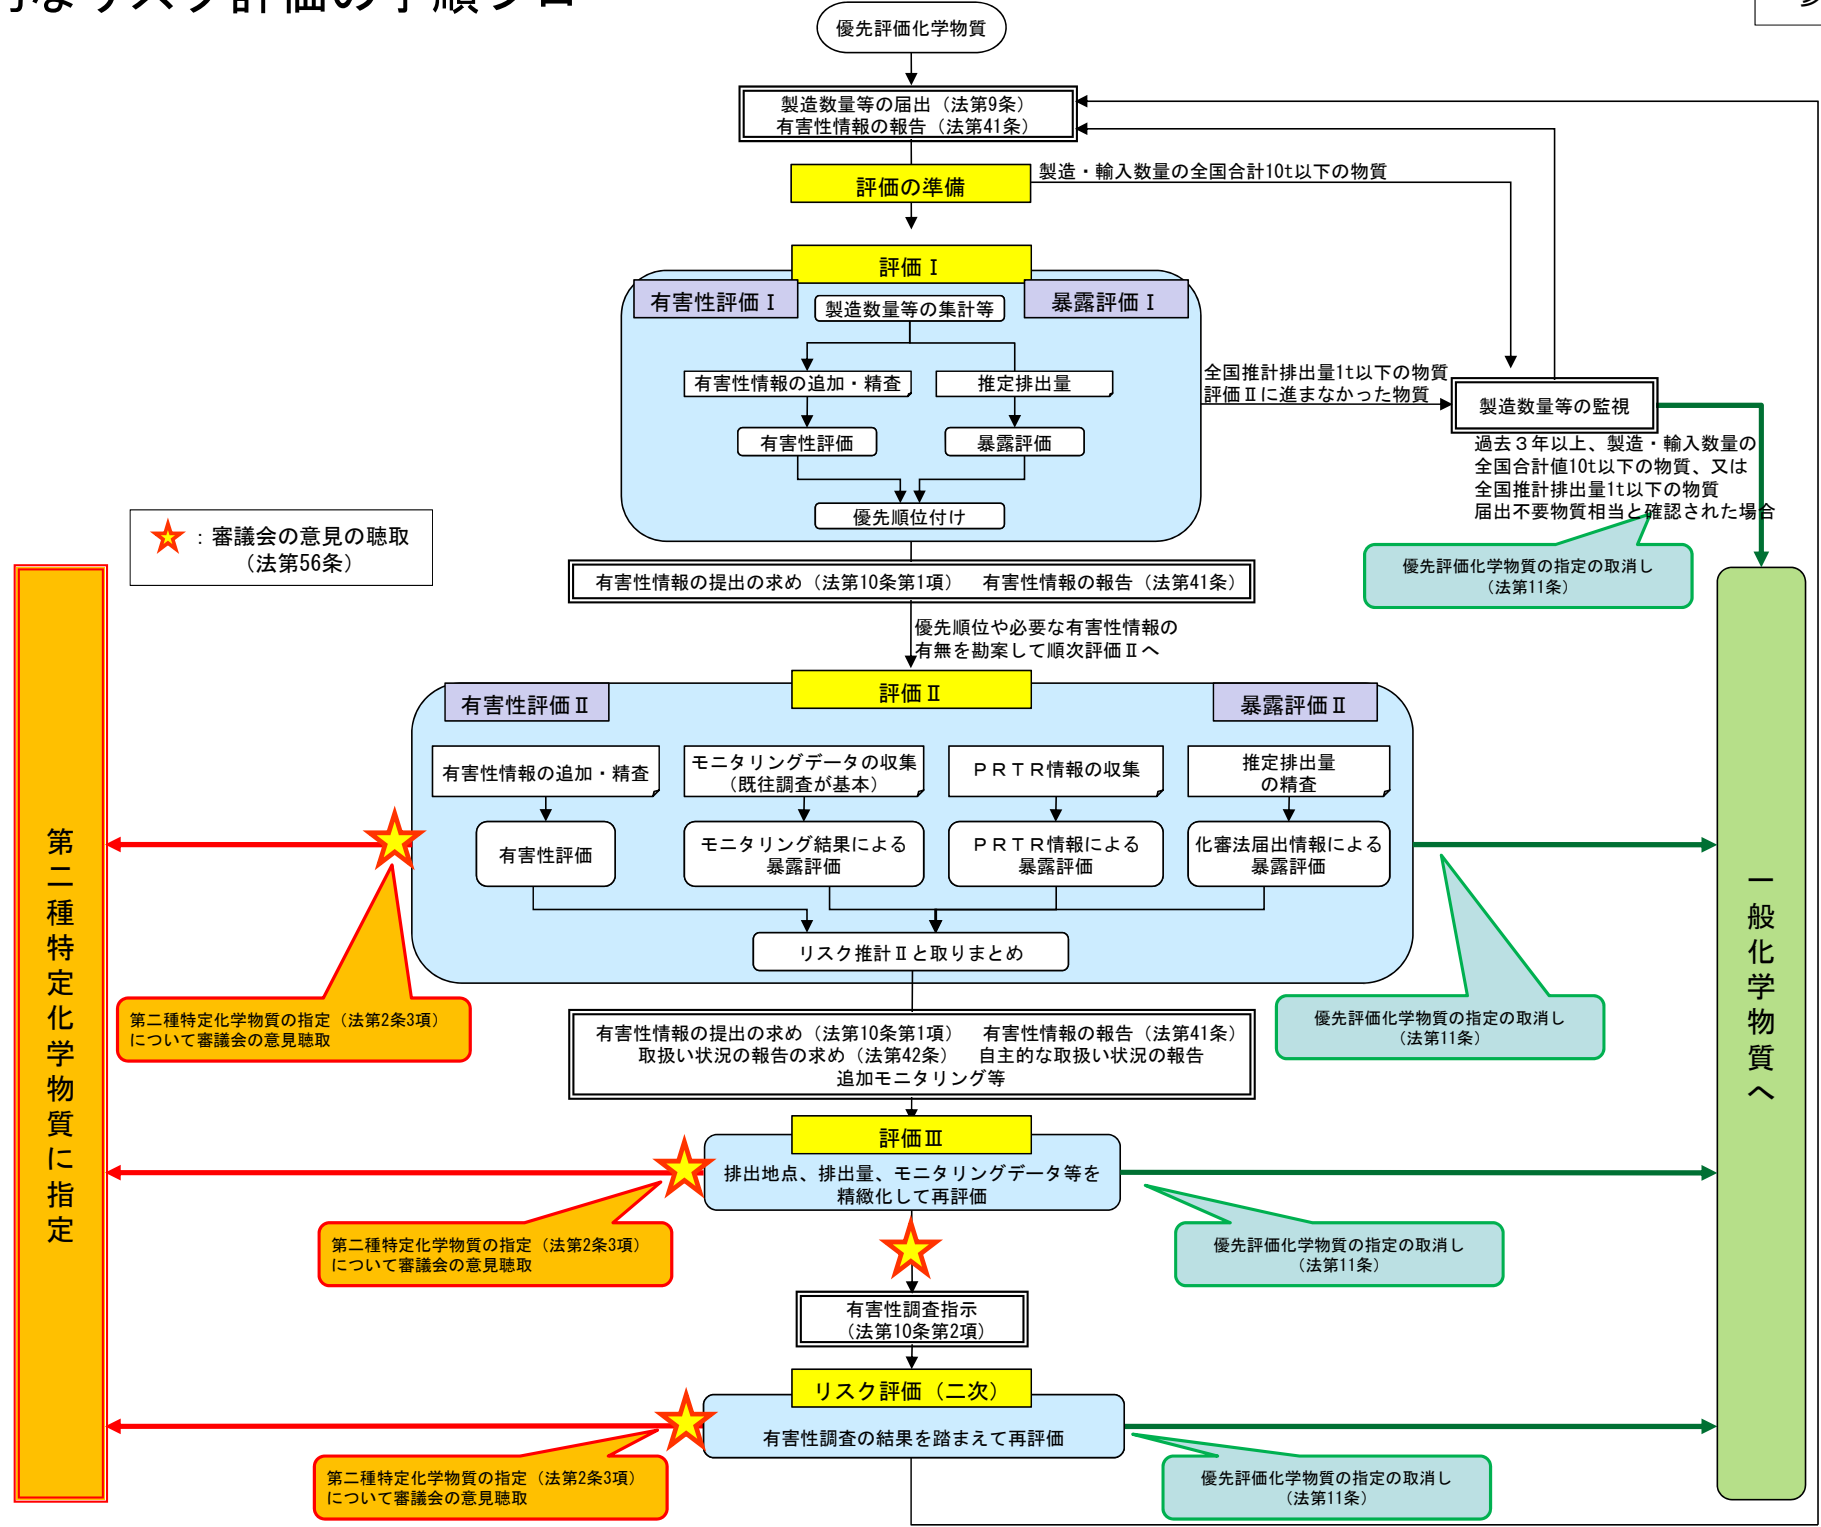 なリスク評価の手順フロー
優先評価化学物質
製造数量等の届出（法第9条）
有害性情報の報告（法第41条）
評価の準備
製造・輸入数量の全国合計10t以下の物質
評価Ⅰ
有害性評価Ⅰ
製造数量等の集計等
暴露評価Ⅰ
有害性情報の追加・精査
推定排出量
有害性評価
暴露評価
優先順位付け
全国推計排出量1t以下の物質
評価Ⅱに進まなかった物質
製造数量等の監視
過去３年以上、製造・輸入数量の
全国合計値10t以下の物質、又は
全国推計排出量1t以下の物質
届出不要物質相当と確認された場合
優先評価化学物質の指定の取消し
（法第11条）
：審議会の意見の聴取
（法第56条）
有害性情報の提出の求め（法第10条第1項）　有害性情報の報告（法第41条）
優先順位や必要な有害性情報の
有無を勘案して順次評価Ⅱへ
評価Ⅱ
有害性評価Ⅱ
暴露評価Ⅱ
有害性情報の追加・精査
モニタリングデータの収集
（既往調査が基本）
ＰＲＴＲ情報の収集
推定排出量
の精査
有害性評価
モニタリング結果による
暴露評価
ＰＲＴＲ情報による
暴露評価
化審法届出情報による
暴露評価
リスク推計Ⅱと取りまとめ
第二種特定化学物質に指定
一般化学物質へ
第二種特定化学物質の指定（法第2条3項）
について審議会の意見聴取
優先評価化学物質の指定の取消し
（法第11条）
有害性情報の提出の求め（法第10条第1項）　有害性情報の報告（法第41条）
取扱い状況の報告の求め（法第42条）　自主的な取扱い状況の報告
追加モニタリング等
評価Ⅲ
排出地点、排出量、モニタリングデータ等を
精緻化して再評価
第二種特定化学物質の指定（法第2条3項）
について審議会の意見聴取
優先評価化学物質の指定の取消し
（法第11条）
有害性調査指示
（法第10条第2項）
リスク評価（二次）
有害性調査の結果を踏まえて再評価
第二種特定化学物質の指定（法第2条3項）
について審議会の意見聴取
優先評価化学物質の指定の取消し
（法第11条）